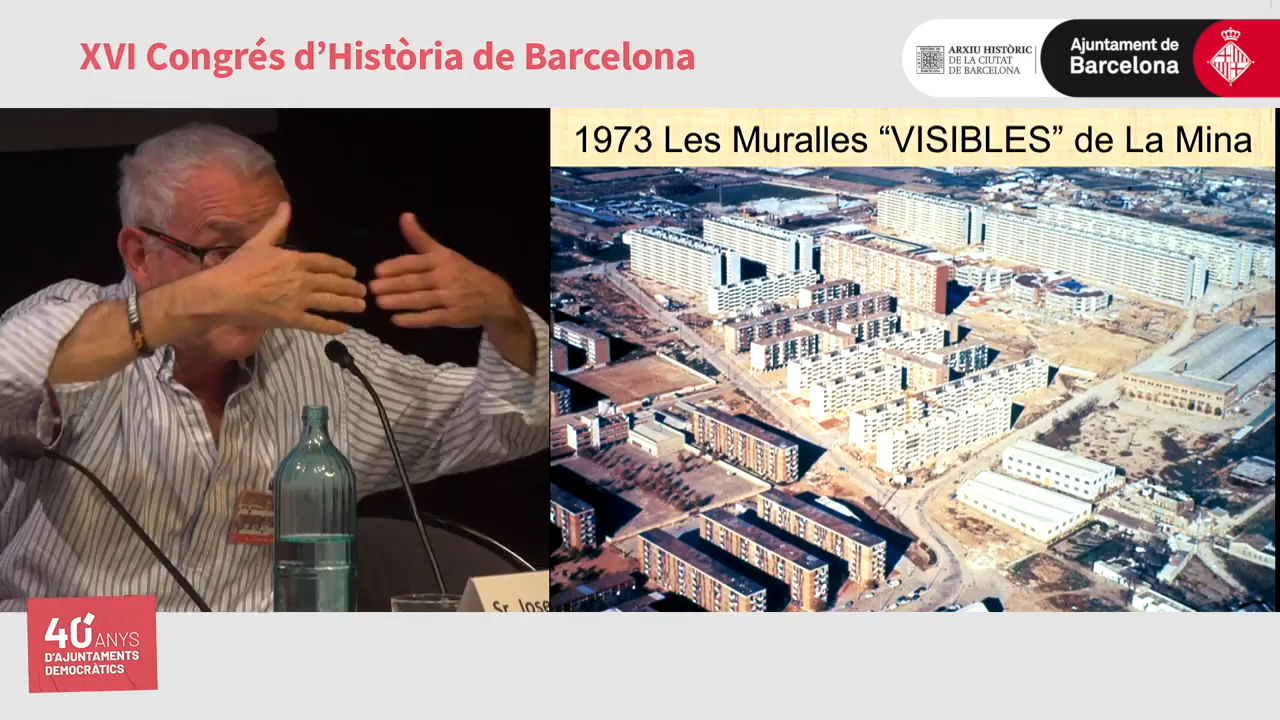 XVI Congrés d'Història de Barcelona
ARXIU HISTÒRIC
DE LA CIUTAT
DE BARCELONA
Ajuntament de
Barcelona
1973 Les Muralles “VISIBLES” de La Mina
Sr. Jose
40 ANYS
D'AJUNTAMENTS
DEMOCRÀTICS